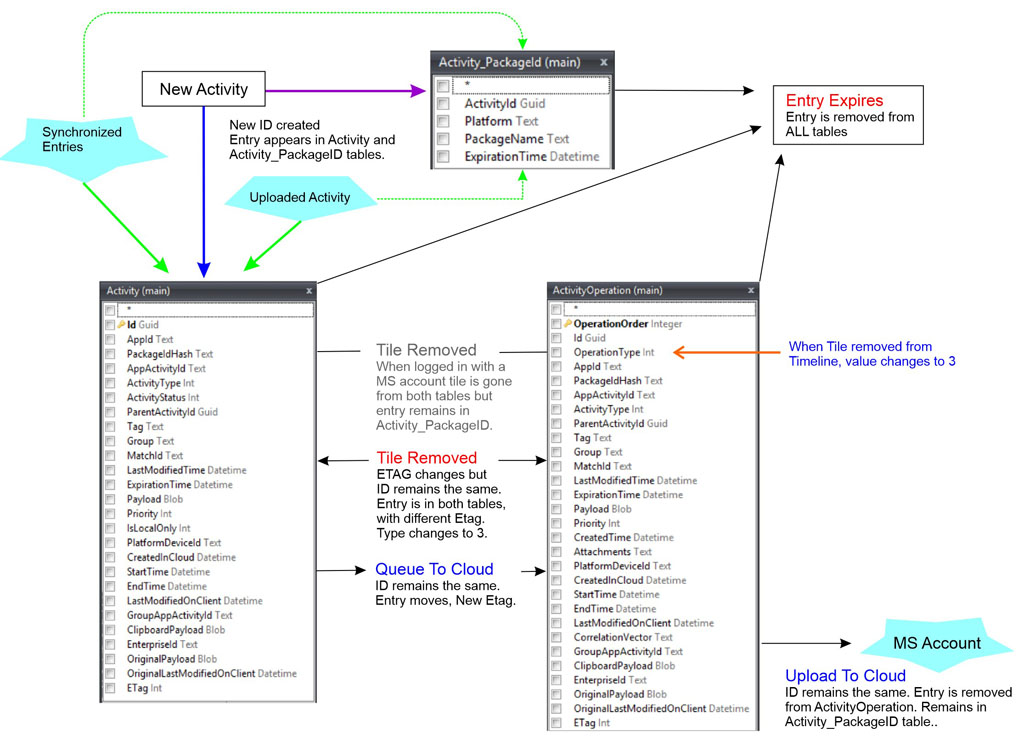 Activity_PackageId (main) x
*
ActivityId Guid
Platform Text
PackageName Text
ExpirationTime Datetime
New Activity
Entry Expires
Entry is removed from
ALL tables
Synchronized
Entries
New ID created
Entry appears in Activity and
Activity_PackageID tables.
Uploaded Activity
Activity (main) x
*
Id Guid
AppId Text
PackageIdHash Text
AppActivityId Text
ActivityType Int
ActivityStatus Int
ParentActivityId Guid
Tag Text
Group Text
MatchId Text
LastModifiedTime Datetime
ExpirationTime Datetime
Payload Blob
Priority Int
IsLocalOnly Int
PlatformDeviceId Text
CreatedInCloud Datetime
StartTime Datetime
EndTime Datetime
LastModifiedOnClient Datetime
GroupAppActivityId Text
ClipboardPayload Blob
EnterpriseId Text
OriginalPayload Blob
OriginalLastModifiedOnClient Datetime
ETag Int
Tile Removed
When logged in with a
MS account tile is gone
from both tables but
entry remains in
Activity_PackageID.
Tile Removed
ETAG changes but
ID remains the same.
Entry is in both tables,
with different Etag.
Type changes to 3.
Queue To Cloud
ID remains the same.
Entry moves, New Etag.
ActivityOperation (main) x
*
OperationOrder Integer
Id Guid
OperationType Int
AppId Text
PackageIdHash Text
AppActivityId Text
ActivityType Int
ParentActivityId Guid
Tag Text
Group Text
MatchId Text
LastModifiedTime Datetime
ExpirationTime Datetime
Payload Blob
Priority Int
CreatedTime Datetime
Attachments Text
PlatformDeviceId Text
CreatedInCloud Datetime
StartTime Datetime
EndTime Datetime
LastModifiedOnClient Datetime
CorrelationVector Text
GroupAppActivityId Text
ClipboardPayload Blob
EnterpriseId Text
OriginalPayload Blob
OriginalLastModifiedOnClient Datetime
ETag Int
When Tile removed from
Timeline, value changes to 3
MS Account
Upload To Cloud
ID remains the same. Entry is removed
from ActivityOperation. Remains in
Activity_PackageID table..